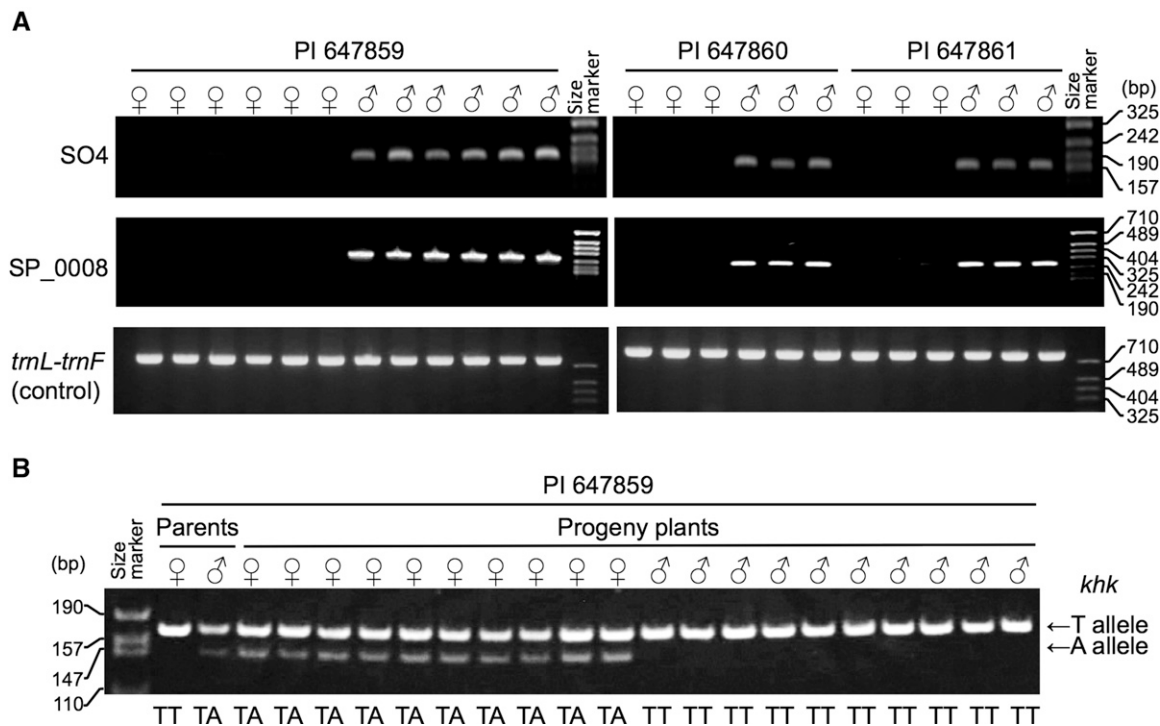 A
PI 647859 PI 647860 PI 647861
♀ ♀ ♀ ♀ ♀ ♀ ♂ ♂ ♂ ♂ ♂ ♂ Size marker ♀ ♀ ♀ ♂ ♂ ♂ ♀ ♀ ♀ ♂ ♂ ♂ Size marker (bp)
SO4
325
242
190
157
SP_0008
710
489
404
325
242
190
trnL-trnF
(control)
710
489
404
325
B
PI 647859
Parents Progeny plants
(bp) Size marker ♀ ♂ ♀ ♀ ♀ ♀ ♀ ♀ ♀ ♀ ♀ ♀ ♂ ♂ ♂ ♂ ♂ ♂ ♂ ♂ ♂ ♂ khk
190
157
147
110
←T allele
←A allele
TT TA TA TA TA TA TA TA TA TA TA TA TT TT TT TT TT TT TT TT TT TT